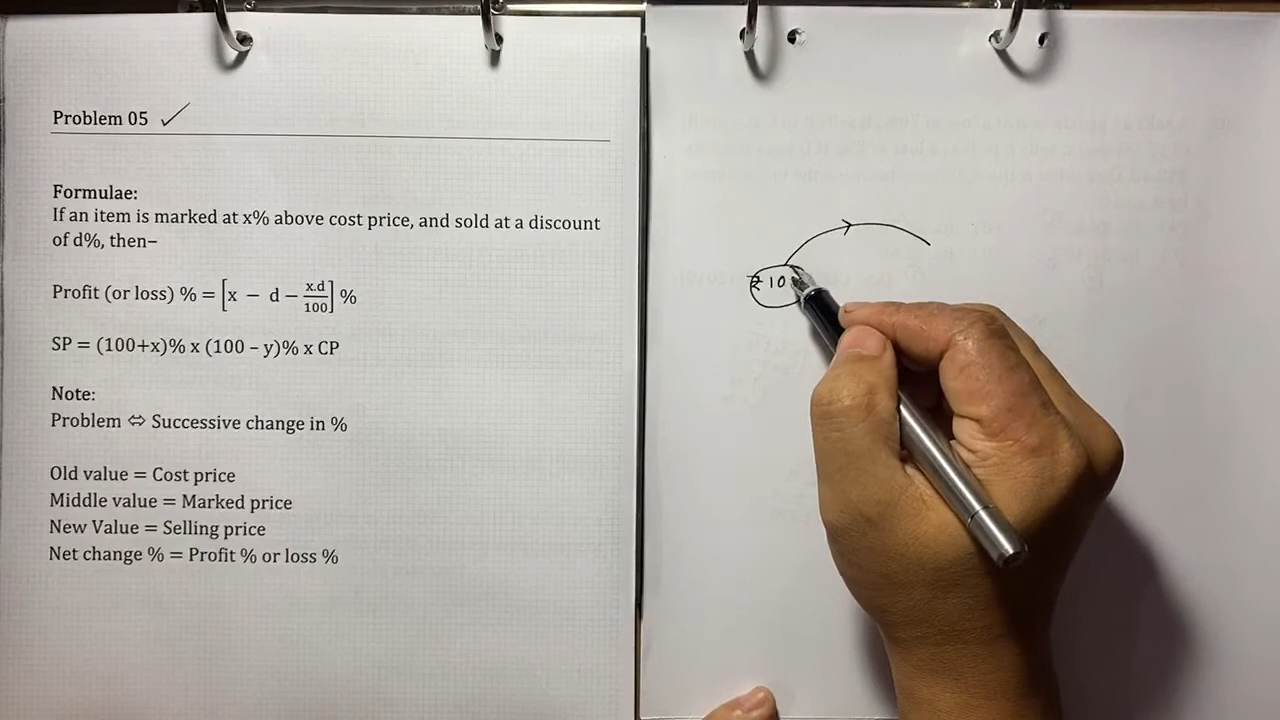 Problem 05
Formulae:
If an item is marked at x% above cost price, and sold at a discount
of d%, then–
Profit (or loss) % = [x − d − x.d/100] %
SP = (100+x)% x (100 – y)% x CP
Note:
Problem ⇔ Successive change in %
Old value = Cost price
Middle value = Marked price
New Value = Selling price
Net change % = Profit % or loss %
₹ 10